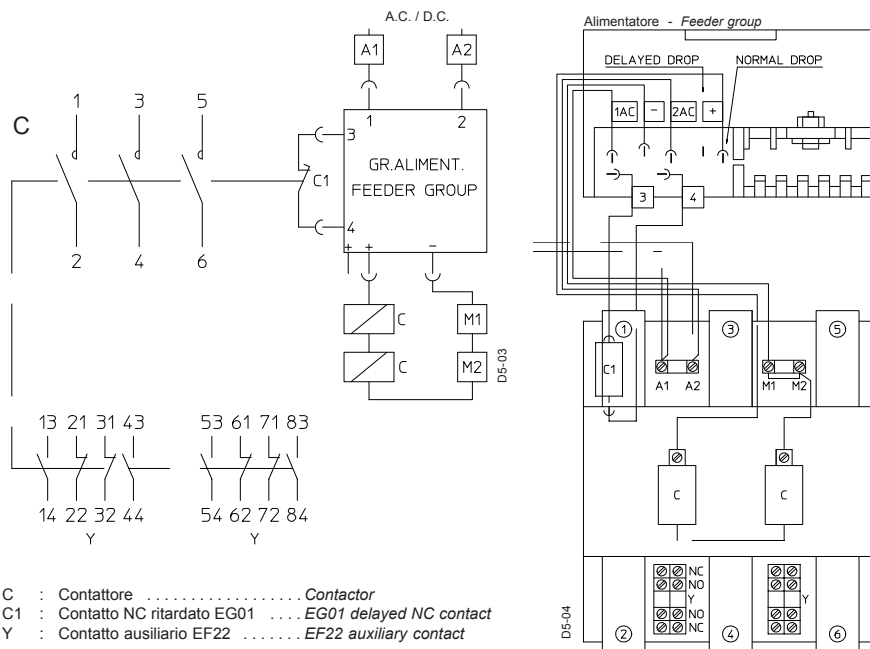 A.C. / D.C.
A1 A2
1 2
3
C1
GR.ALIMENT.
FEEDER GROUP
4
+ + −
C M1
C M2
D5-03
C
1 3 5
2 4 6
13 21 31 43 53 61 71 83
14 22 32 44 54 62 72 84
Y Y
C : Contattore . . . . . . . . . . . . . . . . . . Contactor
C1 : Contatto NC ritardato EG01 . . . . EG01 delayed NC contact
Y : Contatto ausiliario EF22 . . . . . . . EF22 auxiliary contact
Alimentatore - Feeder group
DELAYED DROP NORMAL DROP
1AC − 2AC +
3 4
−
1 3 5
C1
A1 A2 M1 M2
C C
NC
NO
Y Y
NO
NC
D5-04
2 4 6